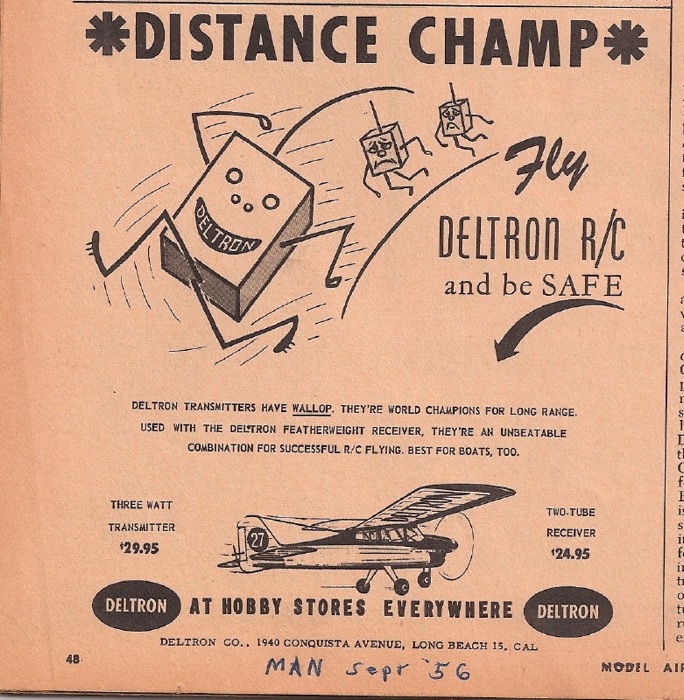 *DISTANCE CHAMP*
DELTRON
Fly
DELTRON R/C
and be SAFE
DELTRON TRANSMITTERS HAVE WALLOP. THEY'RE WORLD CHAMPIONS FOR LONG RANGE.
USED WITH THE DELTRON FEATHERWEIGHT RECEIVER, THEY'RE AN UNBEATABLE
COMBINATION FOR SUCCESSFUL R/C FLYING. BEST FOR BOATS, TOO.
THREE WATT
TRANSMITTER
$29.95
27
TWO-TUBE
RECEIVER
$24.95
DELTRON AT HOBBY STORES EVERYWHERE DELTRON
DELTRON CO., 1940 CONQUISTA AVENUE, LONG BEACH 15, CAL
48
MAN Sept '56
MODEL AIR